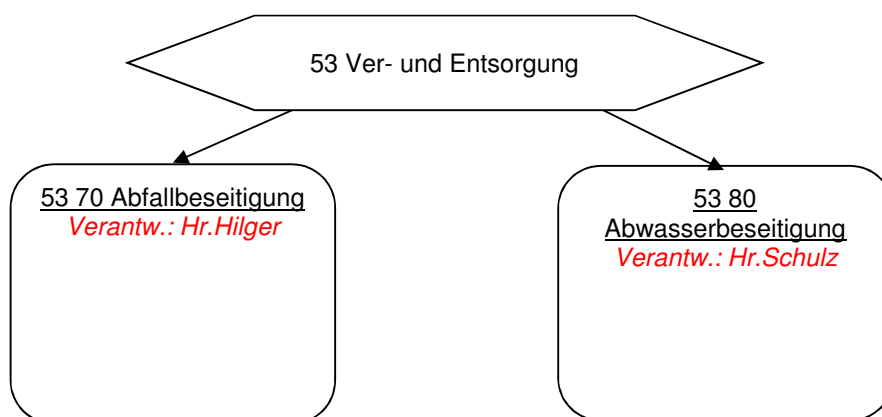 53 Ver- und Entsorgung
53 70 Abfallbeseitigung
Verantw.: Hr.Hilger
53 80
Abwasserbeseitigung
Verantw.: Hr.Schulz